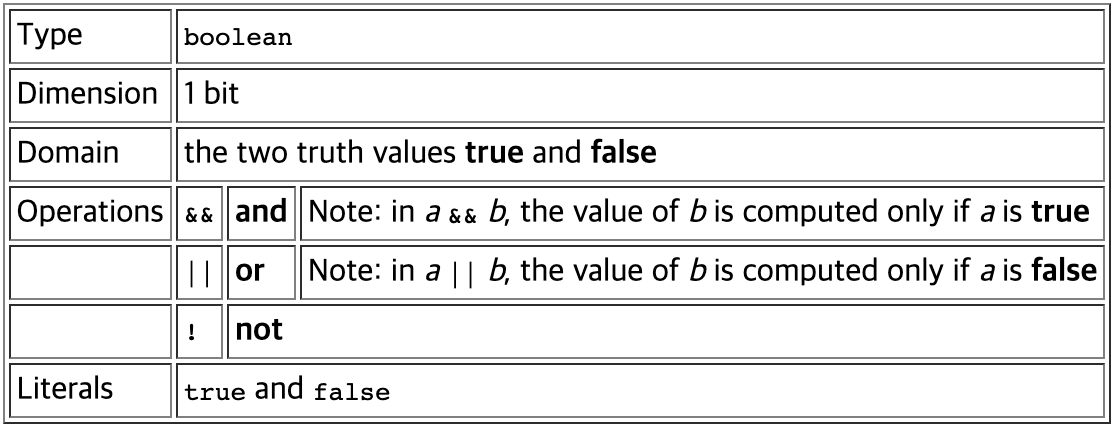 Type boolean
Dimension 1 bit
Domain the two truth values true and false
Operations && and Note: in a && b, the value of b is computed only if a is true
|| or Note: in a || b, the value of b is computed only if a is false
! not
Literals true and false